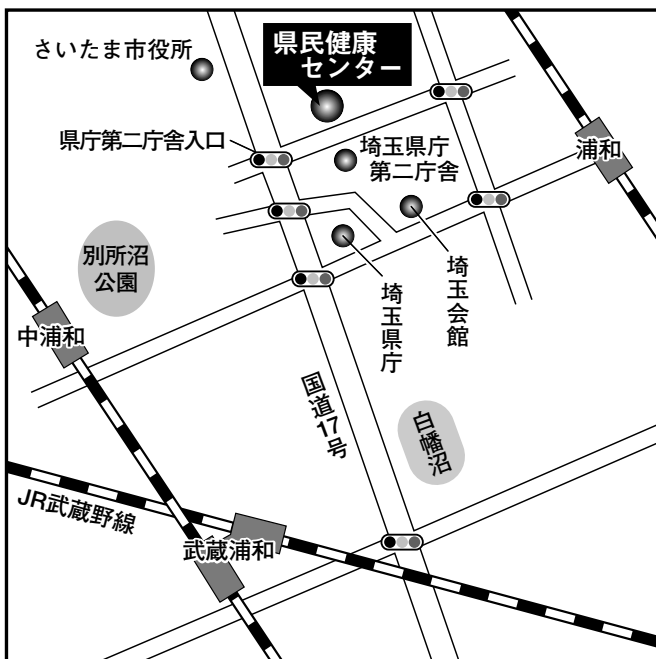 さいたま市役所
県民健康
センター
県庁第二庁舎入口
埼玉県庁
第二庁舎
浦和
別所沼
公園
埼玉会館
埼玉県庁
中浦和
国道17号
白幡沼
JR武蔵野線
武蔵浦和